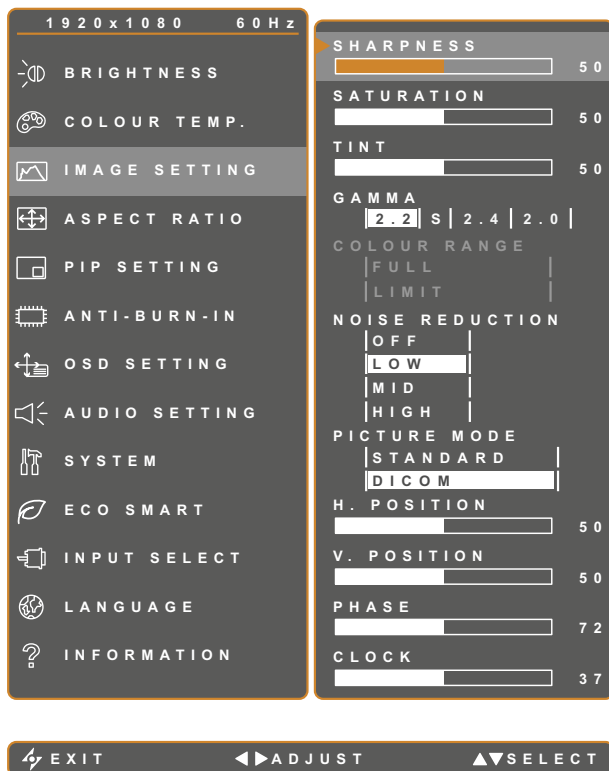 1920x1080 60Hz
BRIGHTNESS
COLOUR TEMP.
IMAGE SETTING
ASPECT RATIO
PIP SETTING
ANTI-BURN-IN
OSD SETTING
AUDIO SETTING
SYSTEM
ECO SMART
INPUT SELECT
LANGUAGE
INFORMATION
SHARPNESS
50
SATURATION
50
TINT
50
GAMMA
2.2 S 2.4 2.0
COLOUR RANGE
FULL
LIMIT
NOISE REDUCTION
OFF
LOW
MID
HIGH
PICTURE MODE
STANDARD
DICOM
H. POSITION
50
V. POSITION
50
PHASE
72
CLOCK
37
EXIT ADJUST SELECT